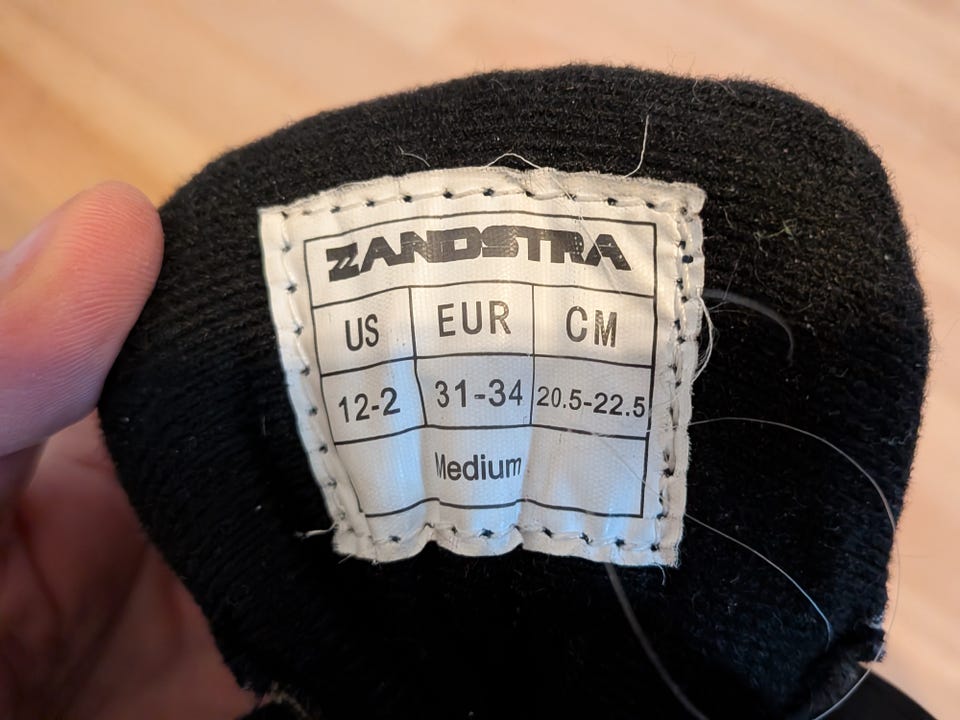 ZANDSTRA
US EUR CM
12-2 31-34 20.5-22.5
Medium